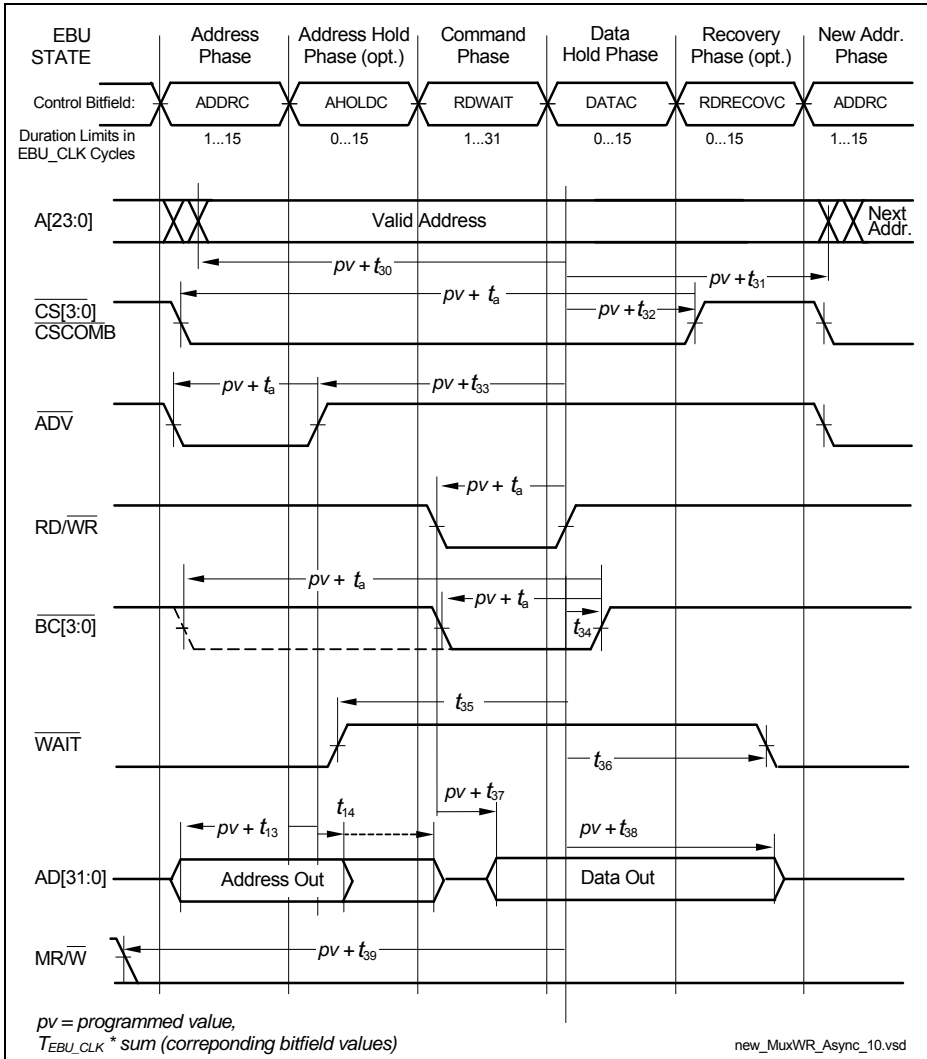 EBU STATE
Address Phase
Address Hold Phase (opt.)
Command Phase
Data Hold Phase
Recovery Phase (opt.)
New Addr. Phase
Control Bitfield: ADDRC AHOLDC RDWAIT DATAC RDRECOVC ADDRC
Duration Limits in EBU_CLK Cycles
1...15 0...15 1...31 0...15 0...15 1...15
A[23:0]
Valid Address
Next Addr.
pv + t30
pv + t31
pv + ta
CS[3:0]
CSCOMB
pv + t32
pv + ta
pv + t33
ADV
pv + ta
RD/WR
pv + ta
pv + ta
BC[3:0]
t34
t35
WAIT
t36
pv + t37
pv + t13
t14
pv + t38
AD[31:0]
Address Out
Data Out
MR/W
pv + t39
pv = programmed value,
TEBU_CLK * sum (correponding bitfield values)
new_MuxWR_Async_10.vsd